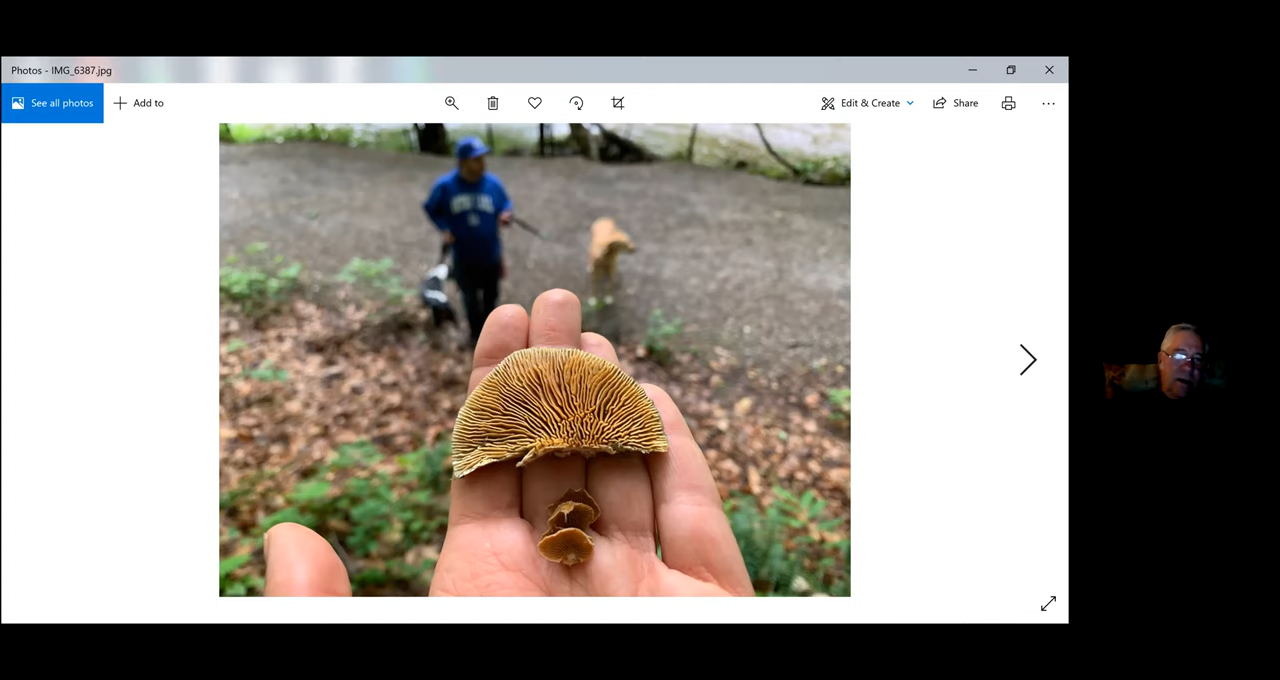 Photos - IMG_6387.jpg
See all photos
Add to
Edit & Create
Share